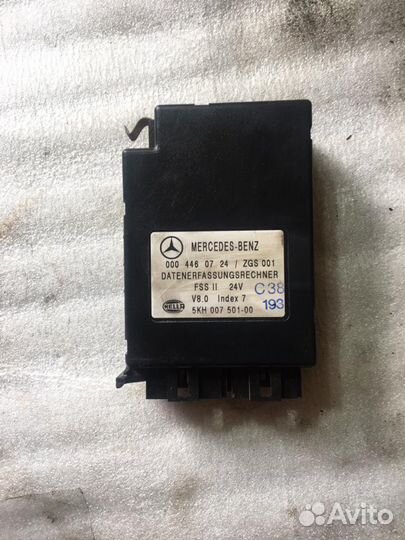 MERCEDES-BENZ
000 446 07 24 / ZGS 001
DATENERFASSUNGSRECHNER
FSS II 24V
C38
V8.0 Index 7
193
HELLA
5KH 007 501-00
Avito